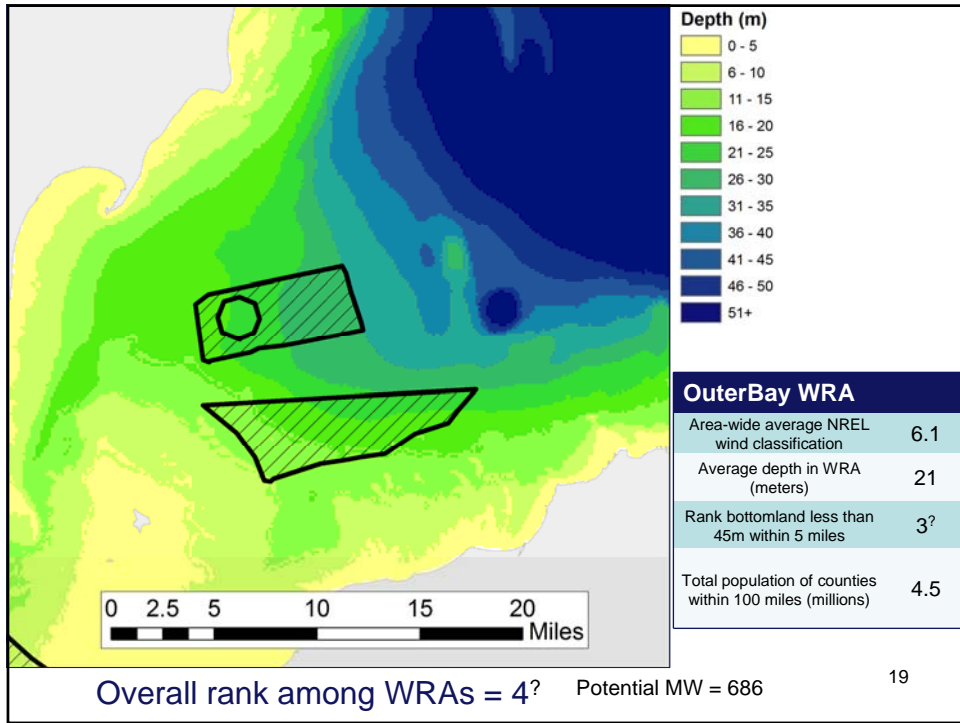 Depth (m)
0 - 5
6 - 10
11 - 15
16 - 20
21 - 25
26 - 30
31 - 35
36 - 40
41 - 45
46 - 50
51+
OuterBay WRA
Area-wide average NREL
wind classification
6.1
Average depth in WRA
(meters)
21
Rank bottomland less than
45m within 5 miles
3?
Total population of counties
within 100 miles (millions)
4.5
0 2.5 5 10 15 20
Miles
Overall rank among WRAs = 4?
Potential MW = 686
19